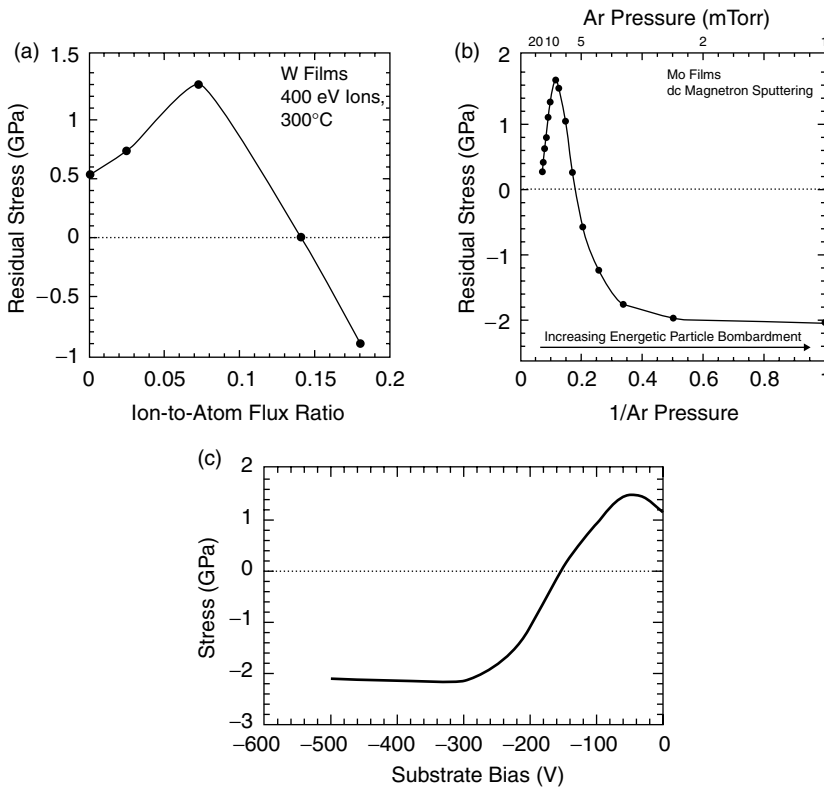 (a)
W Films
400 eV Ions,
300°C
Residual Stress (GPa)
1.5
1
0.5
0
−0.5
−1
0 0.05 0.1 0.15 0.2
Ion-to-Atom Flux Ratio
Ar Pressure (mTorr)
(b)
20 10 5 2 1
Mo Films
dc Magnetron Sputtering
Residual Stress (GPa)
2
1
0
−1
−2
Increasing Energetic Particle Bombardment
0 0.2 0.4 0.6 0.8 1
1/Ar Pressure
(c)
Stress (GPa)
2
1
0
−1
−2
−3
−600 −500 −400 −300 −200 −100 0
Substrate Bias (V)